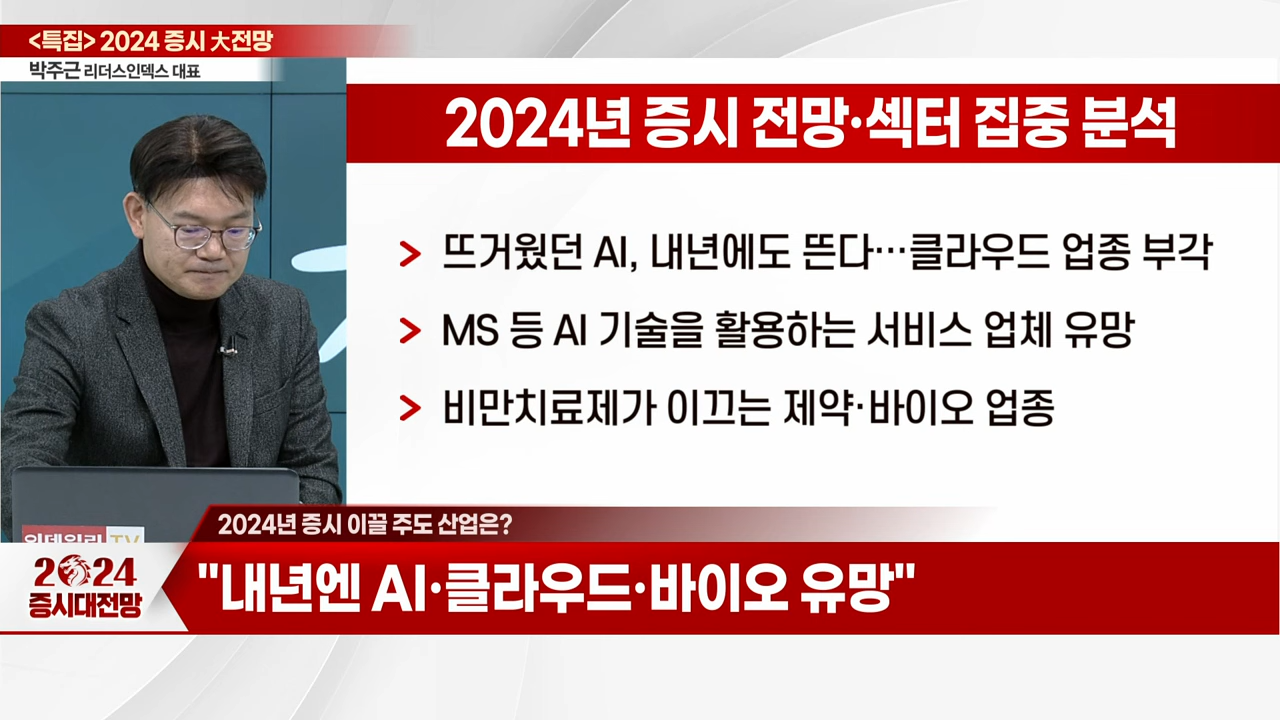 <특집> 2024 증시 大전망
박주근 리더스인덱스 대표
2024년 증시 전망·섹터 집중 분석
뜨거웠던 AI, 내년에도 뜬다…클라우드 업종 부각
MS 등 AI 기술을 활용하는 서비스 업체 유망
비만치료제가 이끄는 제약·바이오 업종
이데일리 TV
2024년 증시 이끌 주도 산업은?
2024
증시대전망
"내년엔 AI·클라우드·바이오 유망"